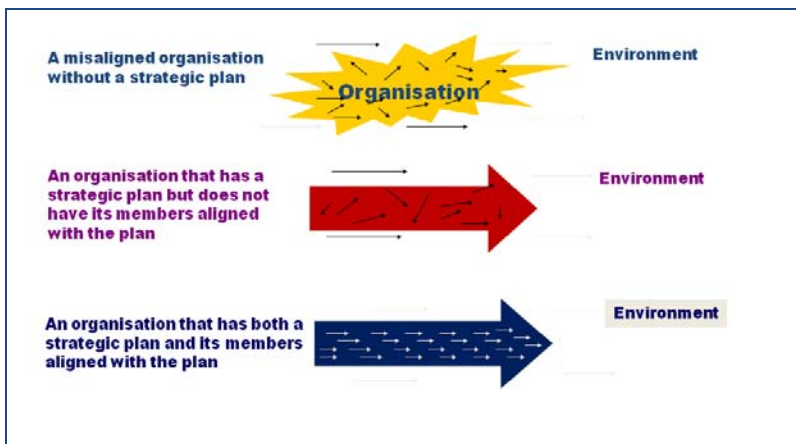 A misaligned organisation
without a strategic plan
Organisation
Environment
An organisation that has a
strategic plan but does not
have its members aligned
with the plan
Environment
An organisation that has both a
strategic plan and its members
aligned with the plan
Environment